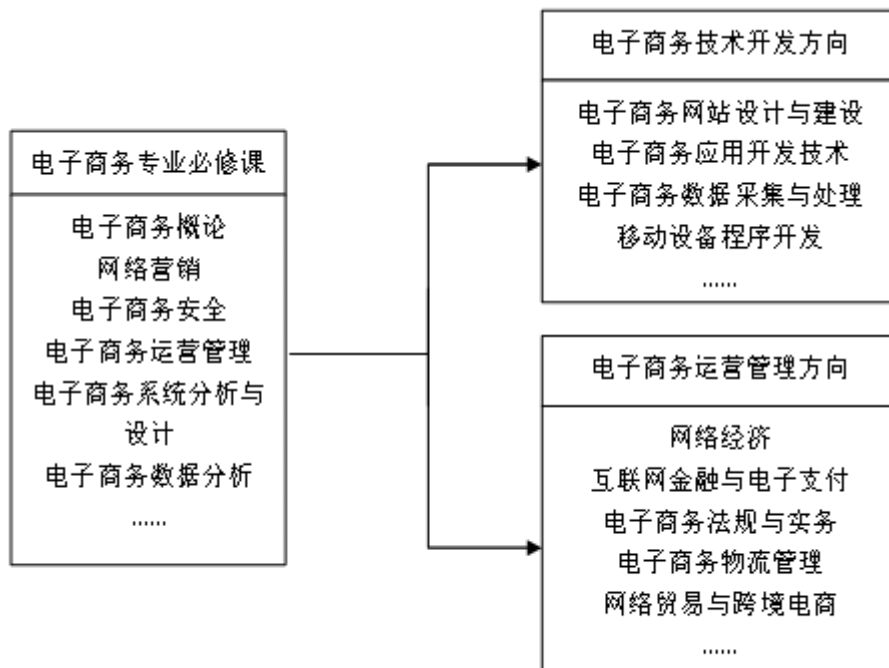 电子商务专业必修课
电子商务概论
网络营销
电子商务安全
电子商务运营管理
电子商务系统分析与
设计
电子商务数据分析
......
电子商务技术开发方向
电子商务网站设计与建设
电子商务应用开发技术
电子商务数据采集与处理
移动设备程序开发
......
电子商务运营管理方向
网络经济
互联网金融与电子支付
电子商务法规与实务
电子商务物流管理
网络贸易与跨境电商
......